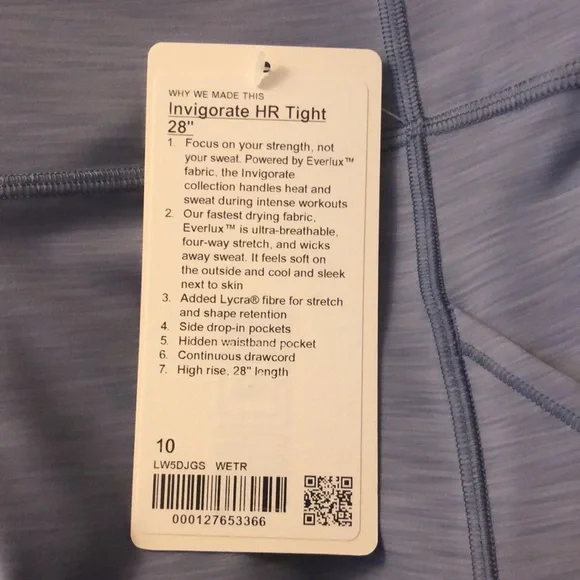 WHY WE MADE THIS
Invigorate HR Tight
28"
1. Focus on your strength, not
your sweat. Powered by Everlux™
fabric, the Invigorate
collection handles heat and
sweat during intense workouts
2. Our fastest drying fabric,
Everlux™ is ultra-breathable,
four-way stretch, and wicks
away sweat. It feels soft on
the outside and cool and sleek
next to skin
3. Added Lycra® fibre for stretch
and shape retention
4. Side drop-in pockets
5. Hidden waistband pocket
6. Continuous drawcord
7. High rise, 28" length
10
LW5DJGS WETR
000127653366